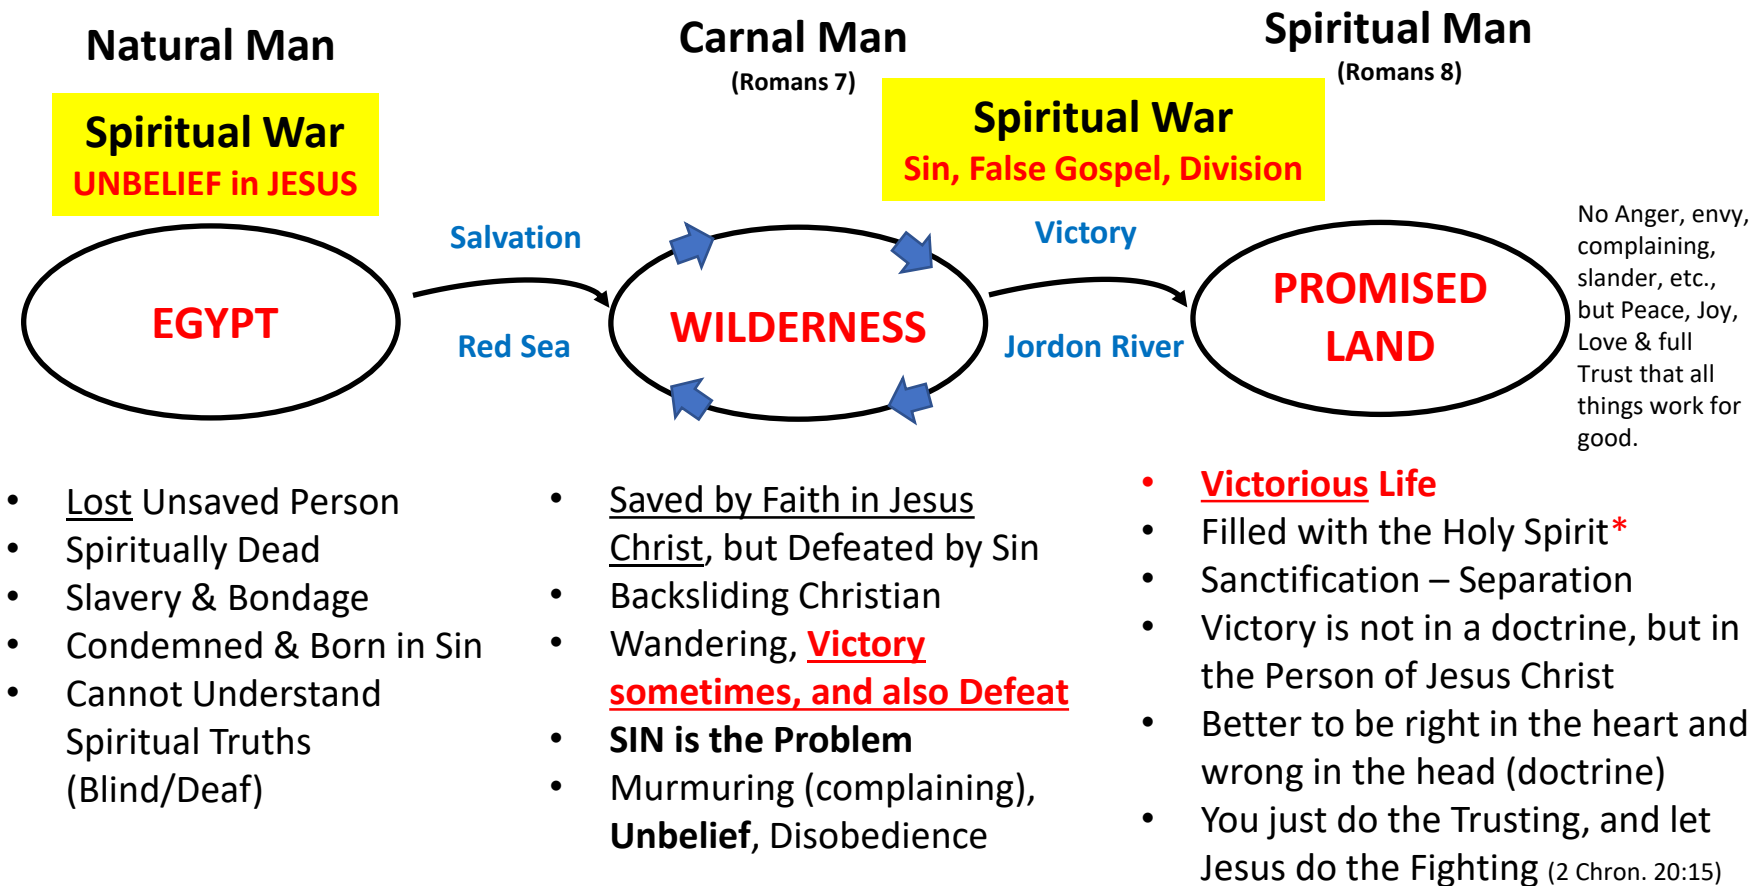 Natural Man
Carnal Man
(Romans 7)
Spiritual Man
(Romans 8)
Spiritual War
UNBELIEF in JESUS
Spiritual War
Sin, False Gospel, Division
EGYPT
Salvation
Red Sea
WILDERNESS
Victory
Jordon River
PROMISED
LAND
No Anger, envy,
complaining,
slander, etc.,
but Peace, Joy,
Love & full
Trust that all
things work for
good.
• Lost Unsaved Person
• Spiritually Dead
• Slavery & Bondage
• Condemned & Born in Sin
• Cannot Understand
Spiritual Truths
(Blind/Deaf)
• Saved by Faith in Jesus
Christ, but Defeated by Sin
• Backsliding Christian
• Wandering, Victory
sometimes, and also Defeat
• SIN is the Problem
• Murmuring (complaining),
Unbelief, Disobedience
• Victorious Life
• Filled with the Holy Spirit*
• Sanctification – Separation
• Victory is not in a doctrine, but in
the Person of Jesus Christ
• Better to be right in the heart and
wrong in the head (doctrine)
• You just do the Trusting, and let
Jesus do the Fighting (2 Chron. 20:15)